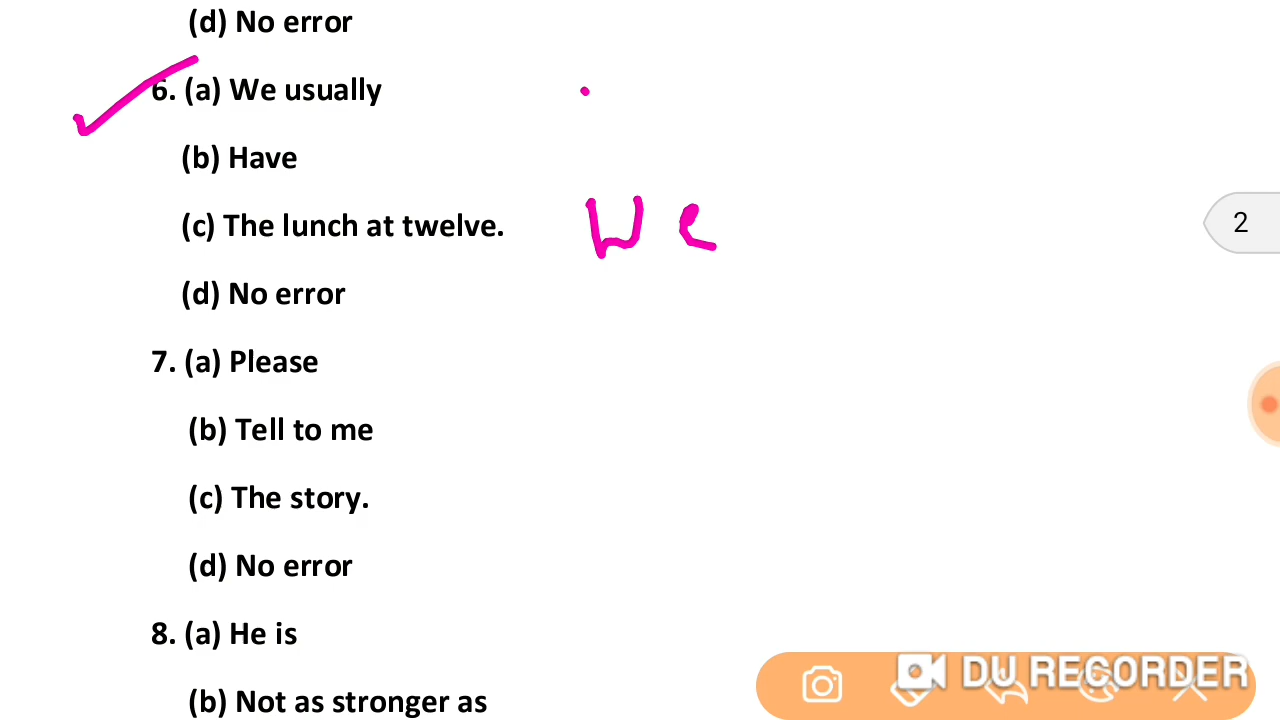 (d) No error
6. (a) We usually
(b) Have
(c) The lunch at twelve. We
(d) No error
7. (a) Please
(b) Tell to me
(c) The story.
(d) No error
8. (a) He is
(b) Not as stronger as
2
DU RECORDER